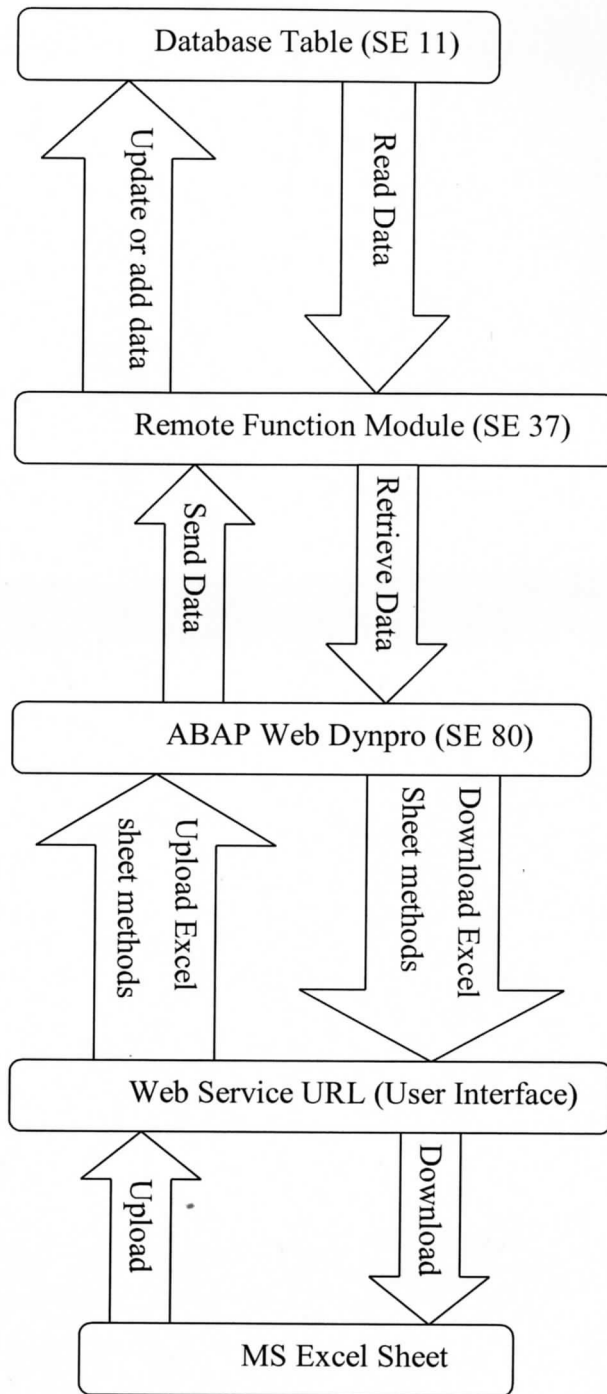 Database Table (SE 11)
Update or add data
Read Data
Remote Function Module (SE 37)
Send Data
Retrieve Data
ABAP Web Dynpro (SE 80)
Upload Excel
sheet methods
Download Excel
Sheet methods
Web Service URL (User Interface)
Upload
Download
MS Excel Sheet